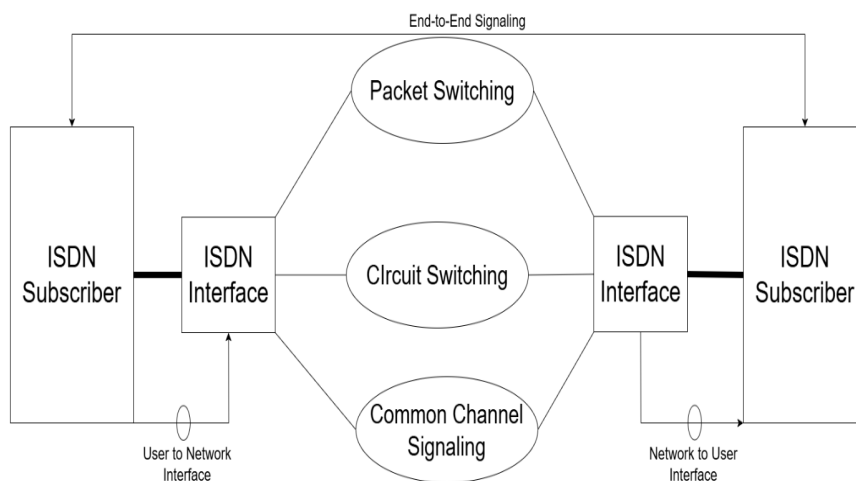 End-to-End Signaling
Packet Switching
ISDN
Subscriber
ISDN
Interface
CIrcuit Switching
ISDN
Interface
ISDN
Subscriber
Common Channel
Signaling
User to Network
Interface
Network to User
Interface